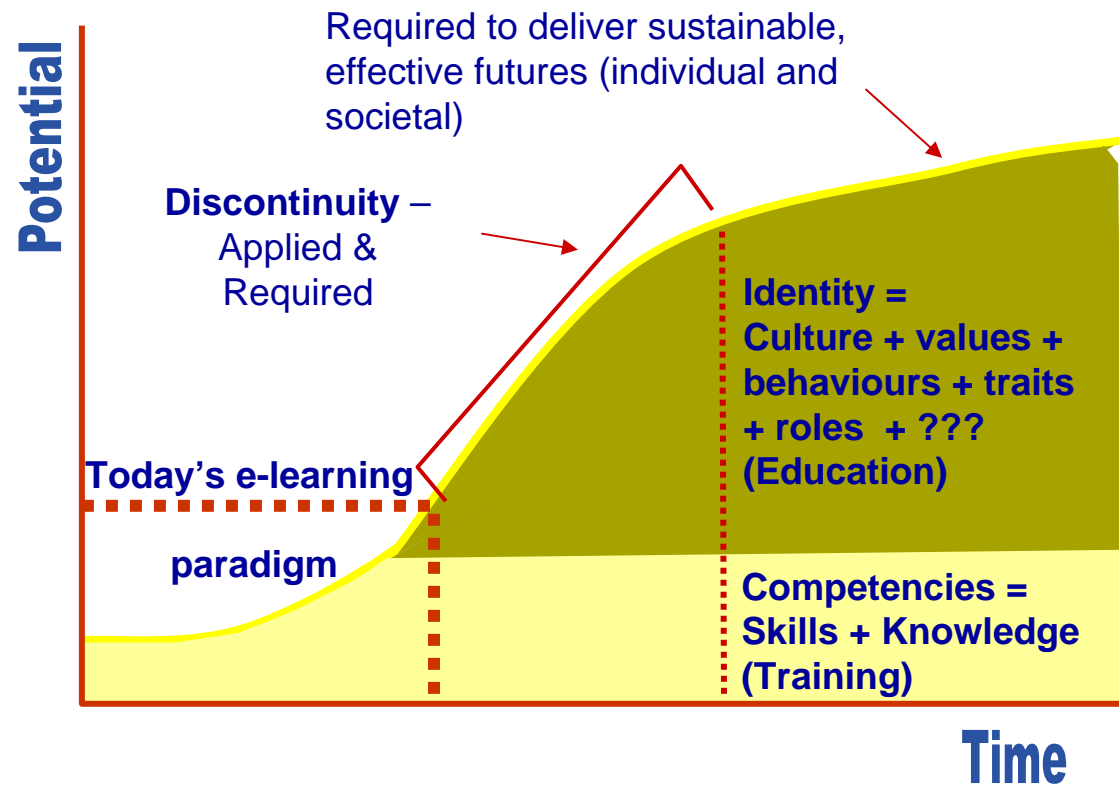 Potential
Required to deliver sustainable,
effective futures (individual and
societal)
Discontinuity –
Applied &
Required
Identity =
Culture + values +
behaviours + traits
+ roles + ???
(Education)
Today's e-learning
paradigm
Competencies =
Skills + Knowledge
(Training)
Time